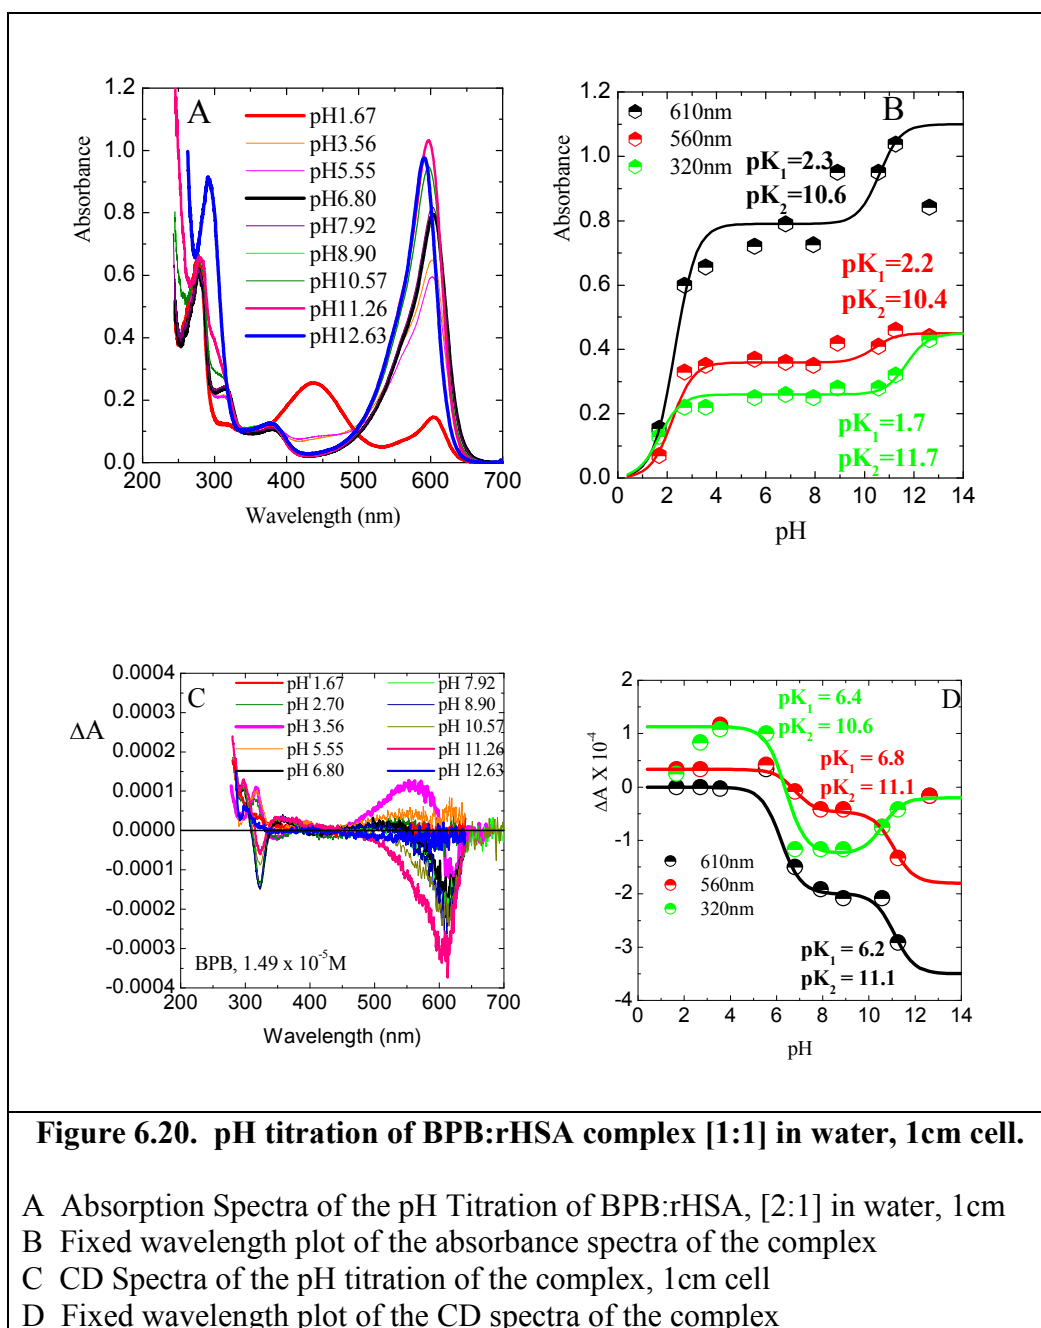 A
1.2
1.0
0.8
0.6
0.4
0.2
0.0
Absorbance
200 300 400 500 600 700
Wavelength (nm)
pH1.67
pH3.56
pH5.55
pH6.80
pH7.92
pH8.90
pH10.57
pH11.26
pH12.63
B
1.2
1.0
0.8
0.6
0.4
0.2
0.0
Absorbance
0 2 4 6 8 10 12 14
pH
610nm
560nm
320nm
pK1=2.3
pK2=10.6
pK1=2.2
pK2=10.4
pK1=1.7
pK2=11.7
C
0.0004
0.0003
0.0002
0.0001
0.0000
-0.0001
-0.0002
-0.0003
-0.0004
ΔA
200 300 400 500 600 700
Wavelength (nm)
pH 1.67
pH 2.70
pH 3.56
pH 5.55
pH 6.80
pH 7.92
pH 8.90
pH 10.57
pH 11.26
pH 12.63
BPB, 1.49 x 10-5M
D
2
1
0
-1
-2
-3
-4
ΔA X 10-4
0 2 4 6 8 10 12 14
pH
pK1 = 6.4
pK2 = 10.6
pK1 = 6.8
pK2 = 11.1
610nm
560nm
320nm
pK1 = 6.2
pK2 = 11.1
Figure 6.20. pH titration of BPB:rHSA complex [1:1] in water, 1cm cell.
A Absorption Spectra of the pH Titration of BPB:rHSA, [2:1] in water, 1cm
B Fixed wavelength plot of the absorbance spectra of the complex
C CD Spectra of the pH titration of the complex, 1cm cell
D Fixed wavelength plot of the CD spectra of the complex